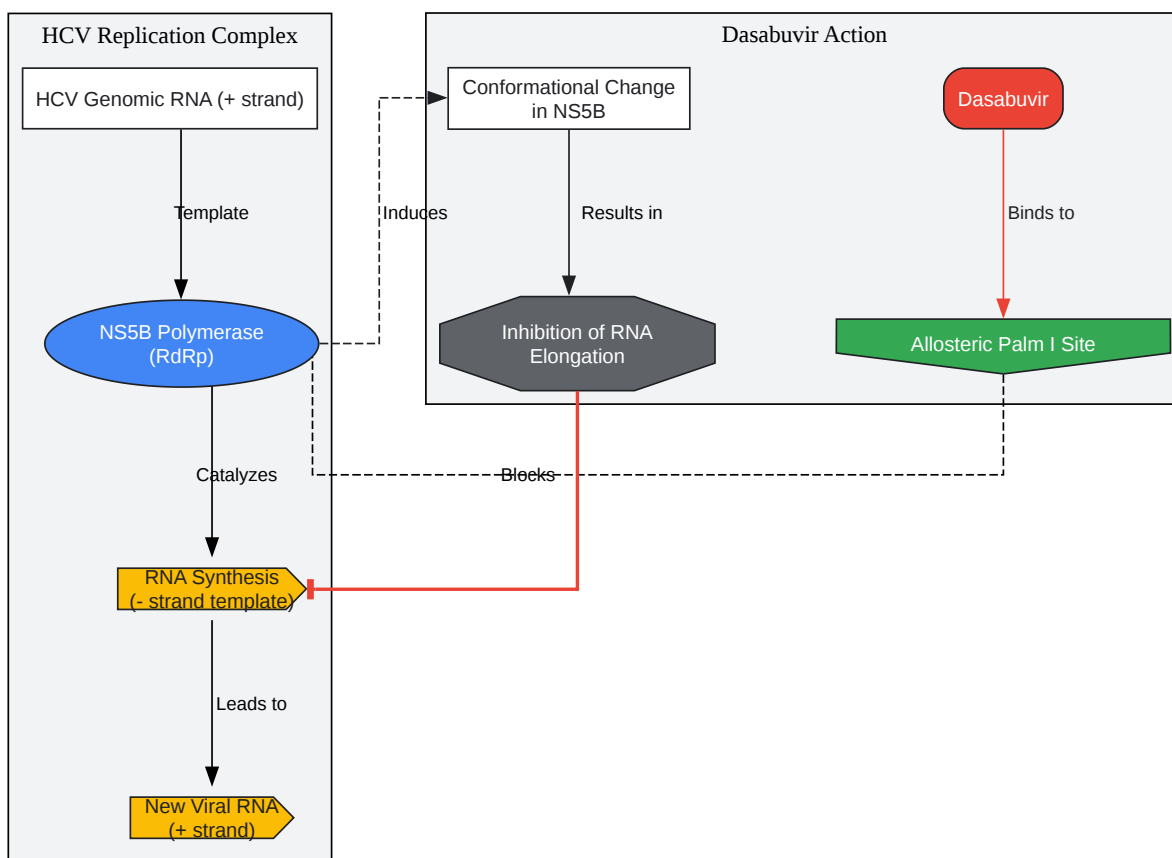 HCV Replication Complex
HCV Genomic RNA (+ strand)
Template
NS5B Polymerase
(RdRp)
Catalyzes
RNA Synthesis
(- strand template)
Leads to
New Viral RNA
(+ strand)
Induces
Dasabuvir Action
Conformational Change
in NS5B
Results in
Inhibition of RNA
Elongation
Blocks
Dasabuvir
Binds to
Allosteric Palm I Site